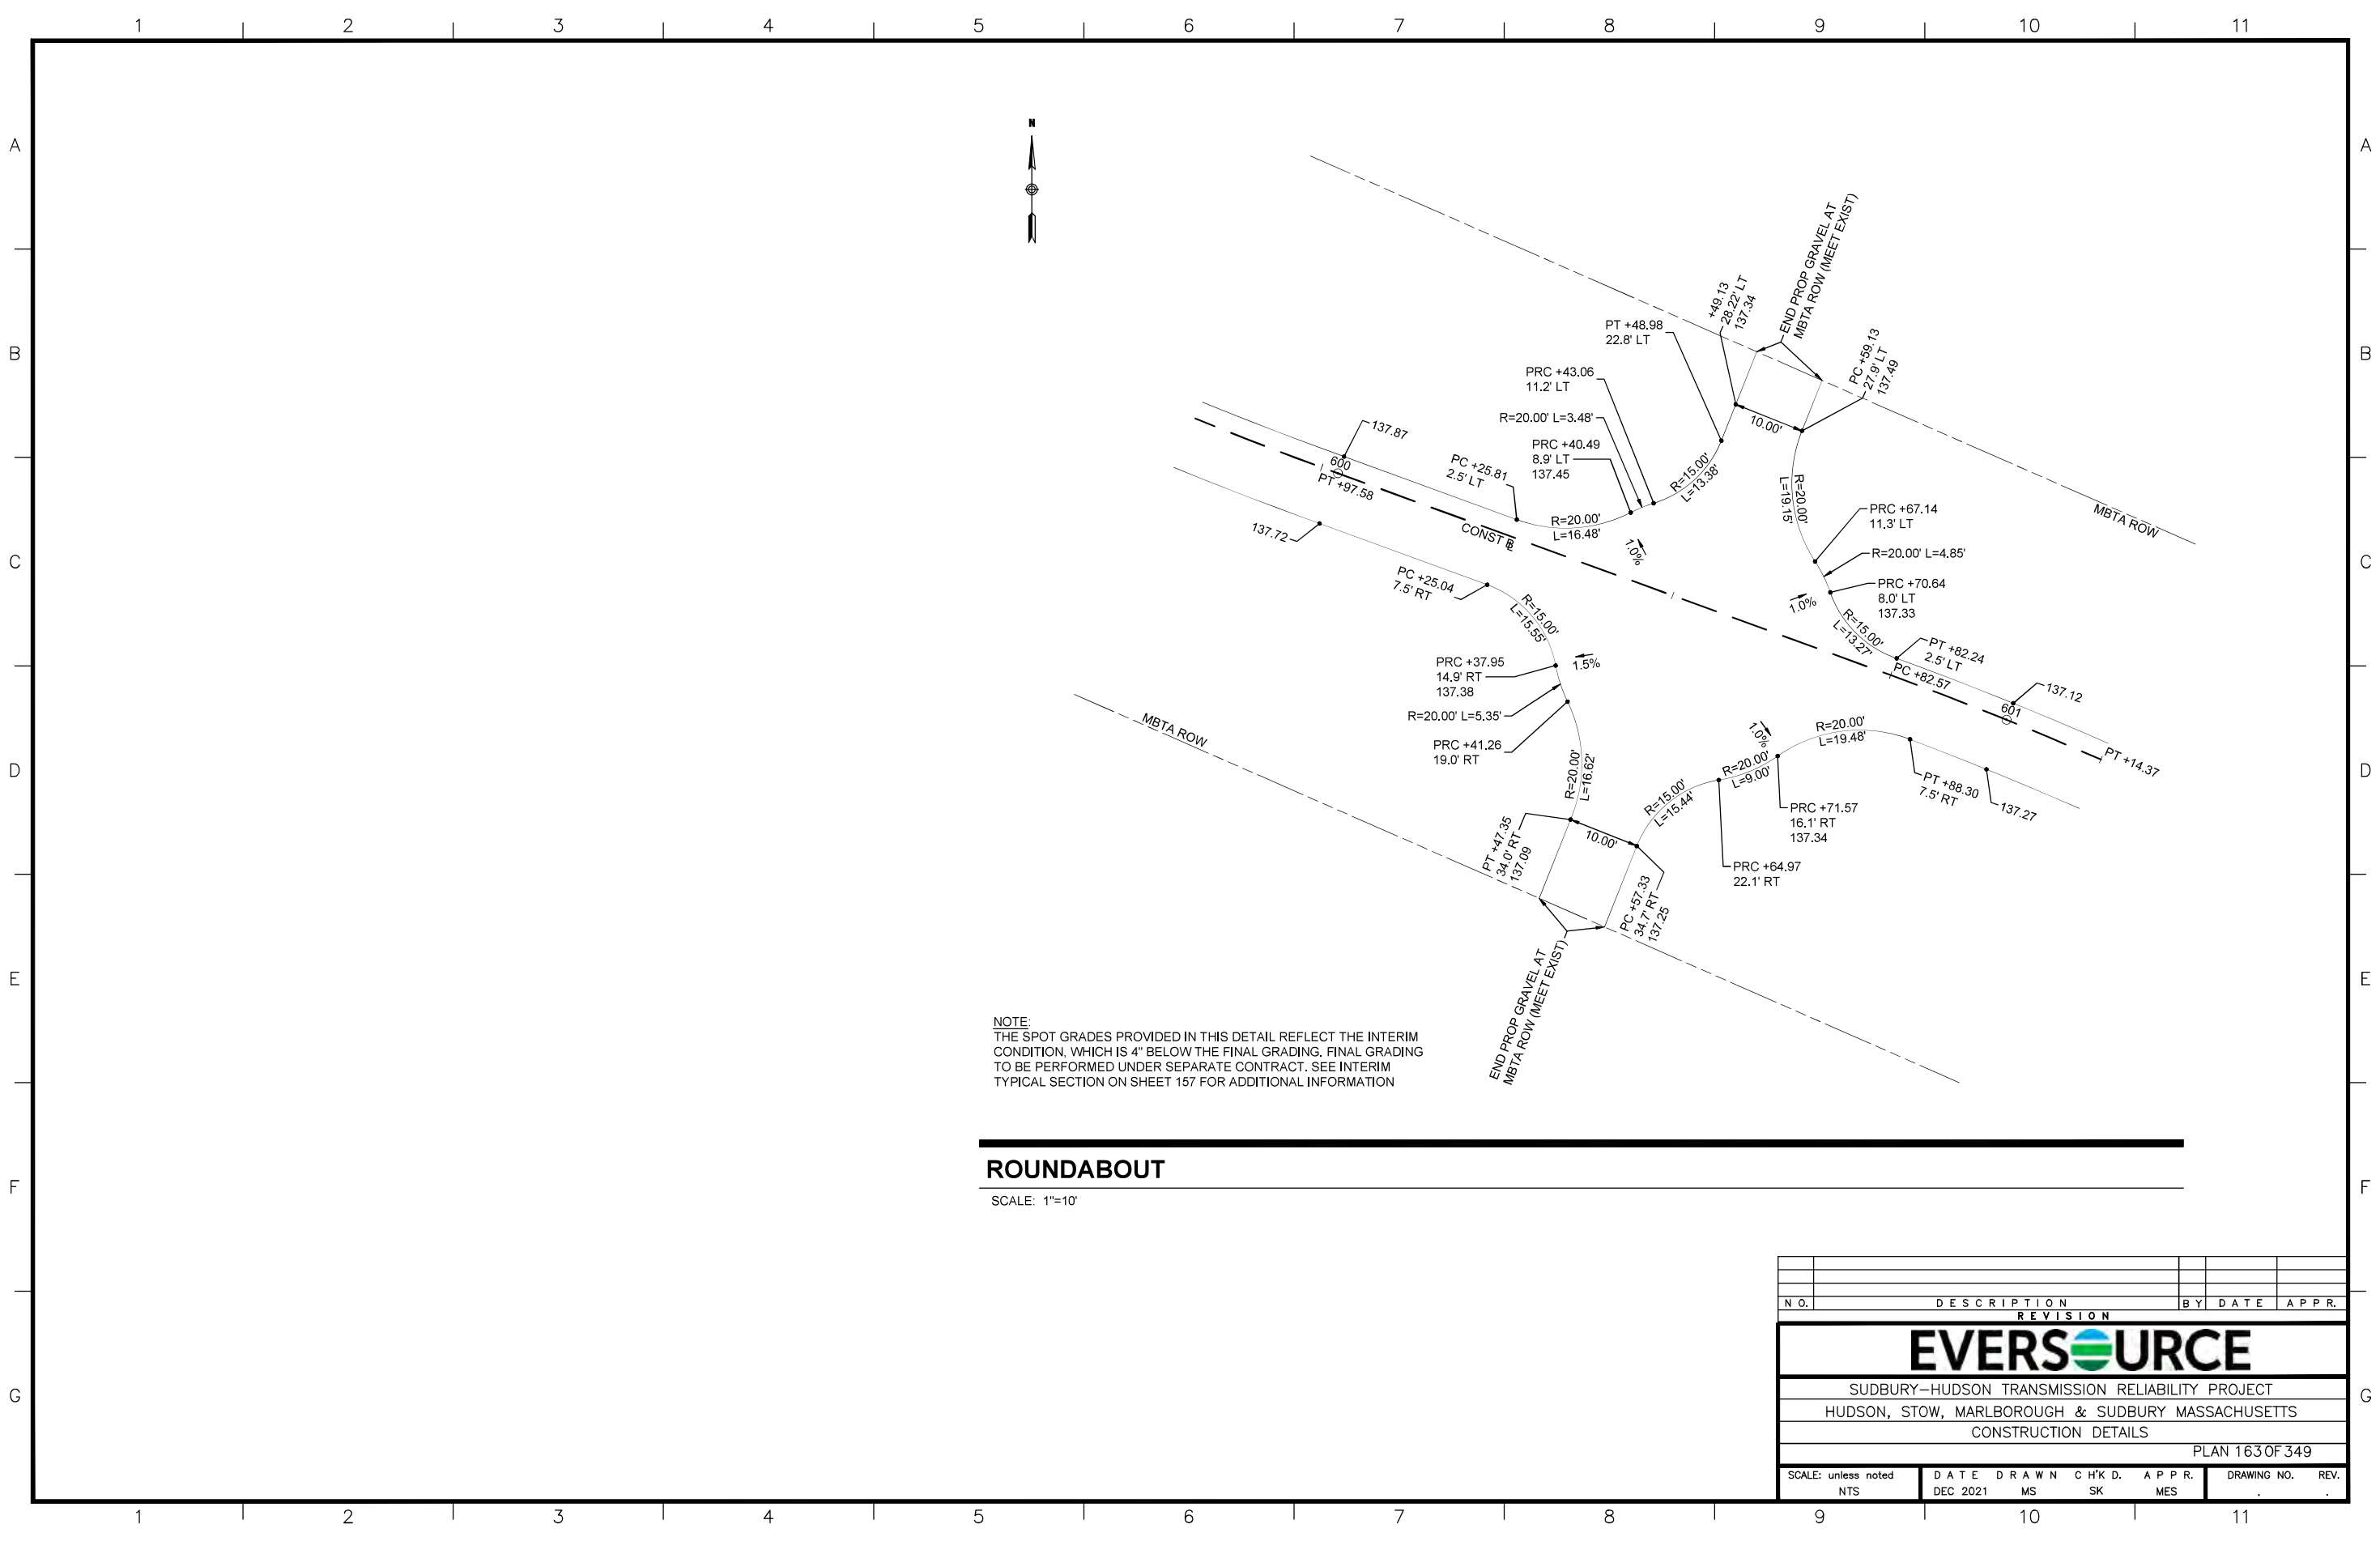 1 2 3 4 5 6 7 8 9 10 11
A A
B B
C C
D D
E E
F F
G G
N
END PROP GRAVEL AT
MBTA ROW (MEET EXIST)
+49.13
28.22' LT
137.34
PT +48.98
22.8' LT
PC +59.13
27.9' LT
137.49
PRC +43.06
11.2' LT
10.00'
R=20.00' L=3.48'
137.87
PRC +40.49
8.9' LT
137.45
PC +25.81
2.5' LT
600
PT +97.58
R=15.00'
L=13.38'
R=20.00'
L=19.15'
PRC +67.14
11.3' LT
MBTA ROW
137.72
CONST
R=20.00'
L=16.48'
1.0%
R=20.00' L=4.85'
PC +25.04
7.5' RT
PRC +70.64
8.0' LT
137.33
1.0%
R=15.00'
L=15.55'
R=15.00'
L=13.27'
PT +82.24
2.5' LT
PRC +37.95
14.9' RT
137.38
1.5%
PC +82.57
137.12
601
R=20.00' L=5.35'
MBTA ROW
PRC +41.26
19.0' RT
1.0%
R=20.00'
L=19.48'
PT +14.37
R=20.00'
L=16.62'
R=15.00'
L=15.44'
R=20.00'
L=9.00'
PT +88.30
7.5' RT
137.27
PRC +71.57
16.1' RT
137.34
PT +47.35
34.0' RT
137.09
10.00'
PRC +64.97
22.1' RT
PC +57.33
34.7' RT
137.25
END PROP GRAVEL AT
MBTA ROW (MEET EXIST)
NOTE:
THE SPOT GRADES PROVIDED IN THIS DETAIL REFLECT THE INTERIM
CONDITION, WHICH IS 4" BELOW THE FINAL GRADING. FINAL GRADING
TO BE PERFORMED UNDER SEPARATE CONTRACT. SEE INTERIM
TYPICAL SECTION ON SHEET 157 FOR ADDITIONAL INFORMATION
ROUNDABOUT
SCALE: 1"=10'
NO. DESCRIPTION BY DATE APPR.
REVISION
EVERSOURCE
SUDBURY-HUDSON TRANSMISSION RELIABILITY PROJECT
HUDSON, STOW, MARLBOROUGH & SUDBURY MASSACHUSETTS
CONSTRUCTION DETAILS
PLAN 163 OF 349
SCALE: unless noted DATE DRAWN CH'K D. APPR. DRAWING NO. REV.
NTS DEC 2021 MS SK MES . .
1 2 3 4 5 6 7 8 9 10 11